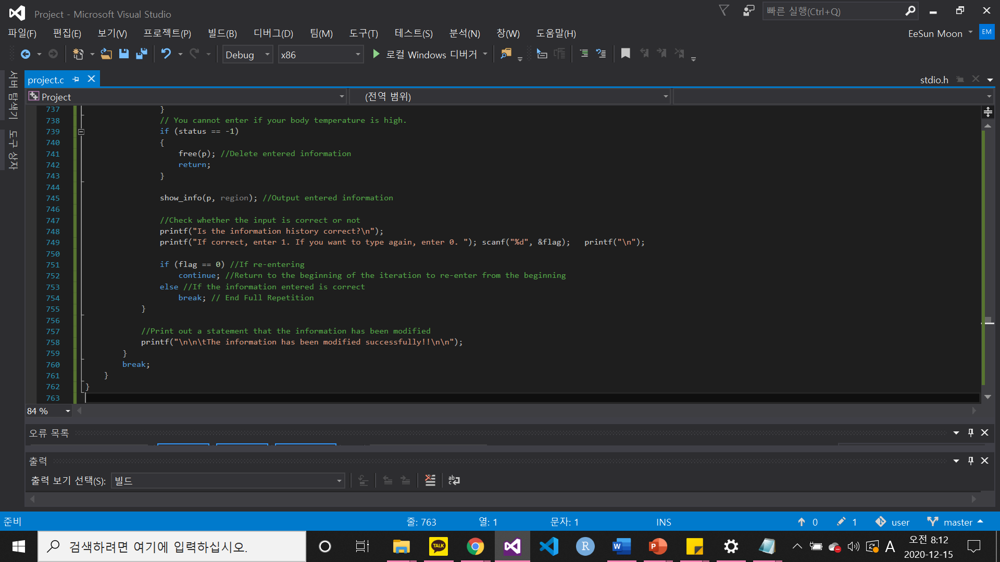 Project - Microsoft Visual Studio
빠른 실행(Ctrl+Q)
파일(F) 편집(E) 보기(V) 프로젝트(P) 빌드(B) 디버그(D) 팀(M) 도구(T) 테스트(S) 분석(N) 창(W) 도움말(H)
EeSun Moon EM
Debug x86 로컬 Windows 디버거
서버 탐색기
도구 상자
project.c
stdio.h
Project (전역 범위)
737 }
738 // You cannot enter if your body temperature is high.
739 if (status == -1)
740 {
741 free(p); //Delete entered information
742 return;
743 }
744
745 show_info(p, region); //Output entered information
746
747 //Check whether the input is correct or not
748 printf("Is the information history correct?\n");
749 printf("If correct, enter 1. If you want to type again, enter 0. "); scanf("%d", &flag); printf("\n");
750
751 if (flag == 0) //If re-entering
752 continue; //Return to the beginning of the iteration to re-enter from the beginning
753 else //If the information entered is correct
754 break; // End Full Repetition
755 }
756
757 //Print out a statement that the information has been modified
758 printf("\n\n\tThe information has been modified successfully!!\n\n");
759 }
760 break;
761 }
762 }
763
84 %
오류 목록
출력
출력 보기 선택(S): 빌드
준비 줄: 763 열: 1 문자: 1 INS 0 1 user master
검색하려면 여기에 입력하십시오.
TALK
R
W
P
A
오전 8:12
2020-12-15